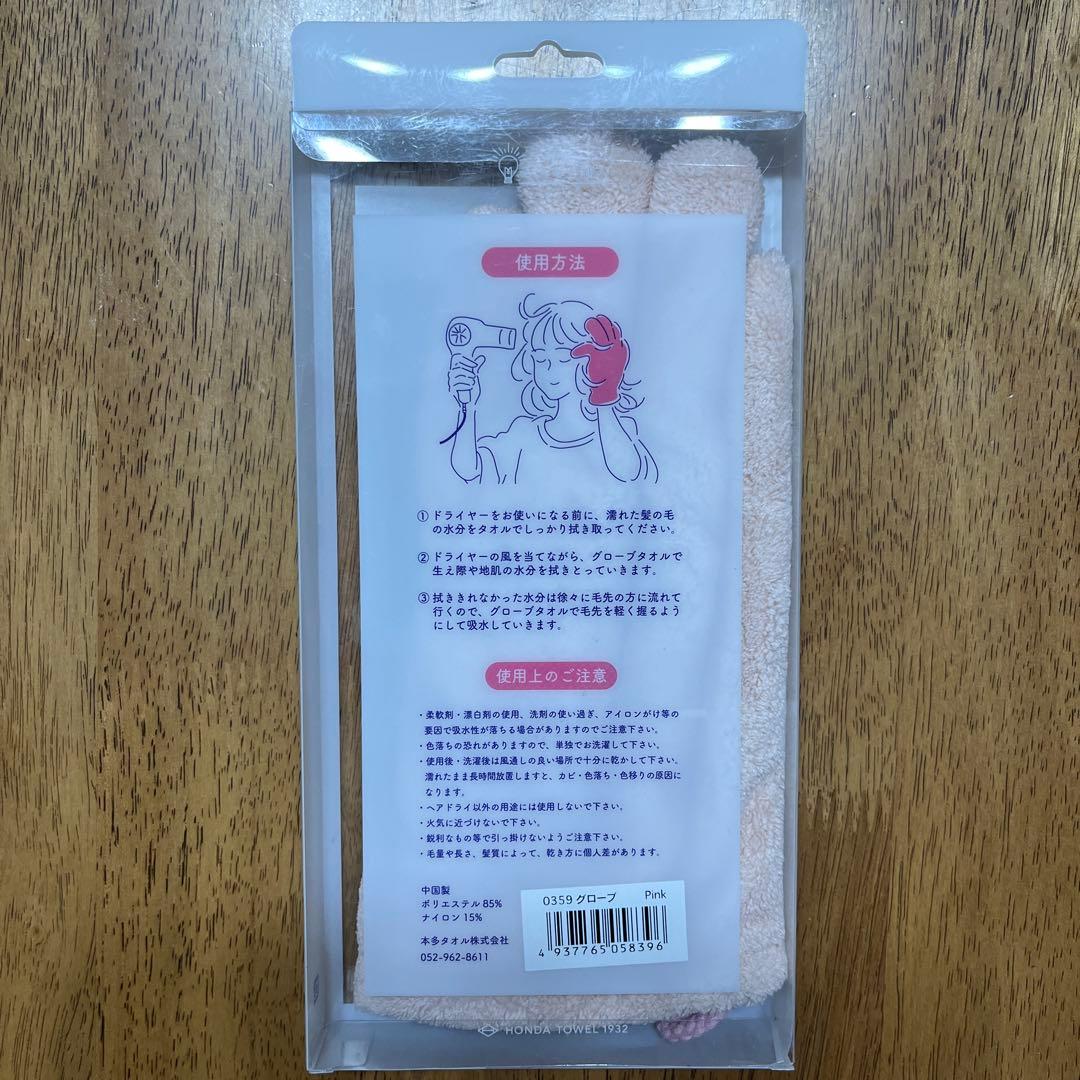 使用方法
① ドライヤーをお使いになる前に、濡れた髪の毛
の水分をタオルでしっかり拭き取ってください。
② ドライヤーの風を当てながら、グローブタオルで
生え際や地肌の水分を拭きとっていきます。
③ 拭ききれなかった水分は徐々に毛先の方に流れて
行くので、グローブタオルで毛先を軽く握るよう
にして吸水していきます。
使用上のご注意
・柔軟剤・漂白剤の使用、洗剤の使い過ぎ、アイロンがけ等の
要因で吸水性が落ちる場合がありますのでご注意下さい。
・色落ちの恐れがありますので、単独でお洗濯して下さい。
・使用後・洗濯後は風通しの良い場所で十分に乾かして下さい。
濡れたまま長時間放置しますと、カビ・色落ち・色移りの原因に
なります。
・ヘアドライ以外の用途には使用しないで下さい。
・火気に近づけないで下さい。
・鋭利なもの等で引っ掛けないようご注意下さい。
・毛量や長さ、髪質によって、乾き方に個人差があります。
中国製
ポリエステル 85%
ナイロン 15%
本多タオル株式会社
052-962-8611
0359 グローブ Pink
4 937765 058396
HONDA TOWEL 1932